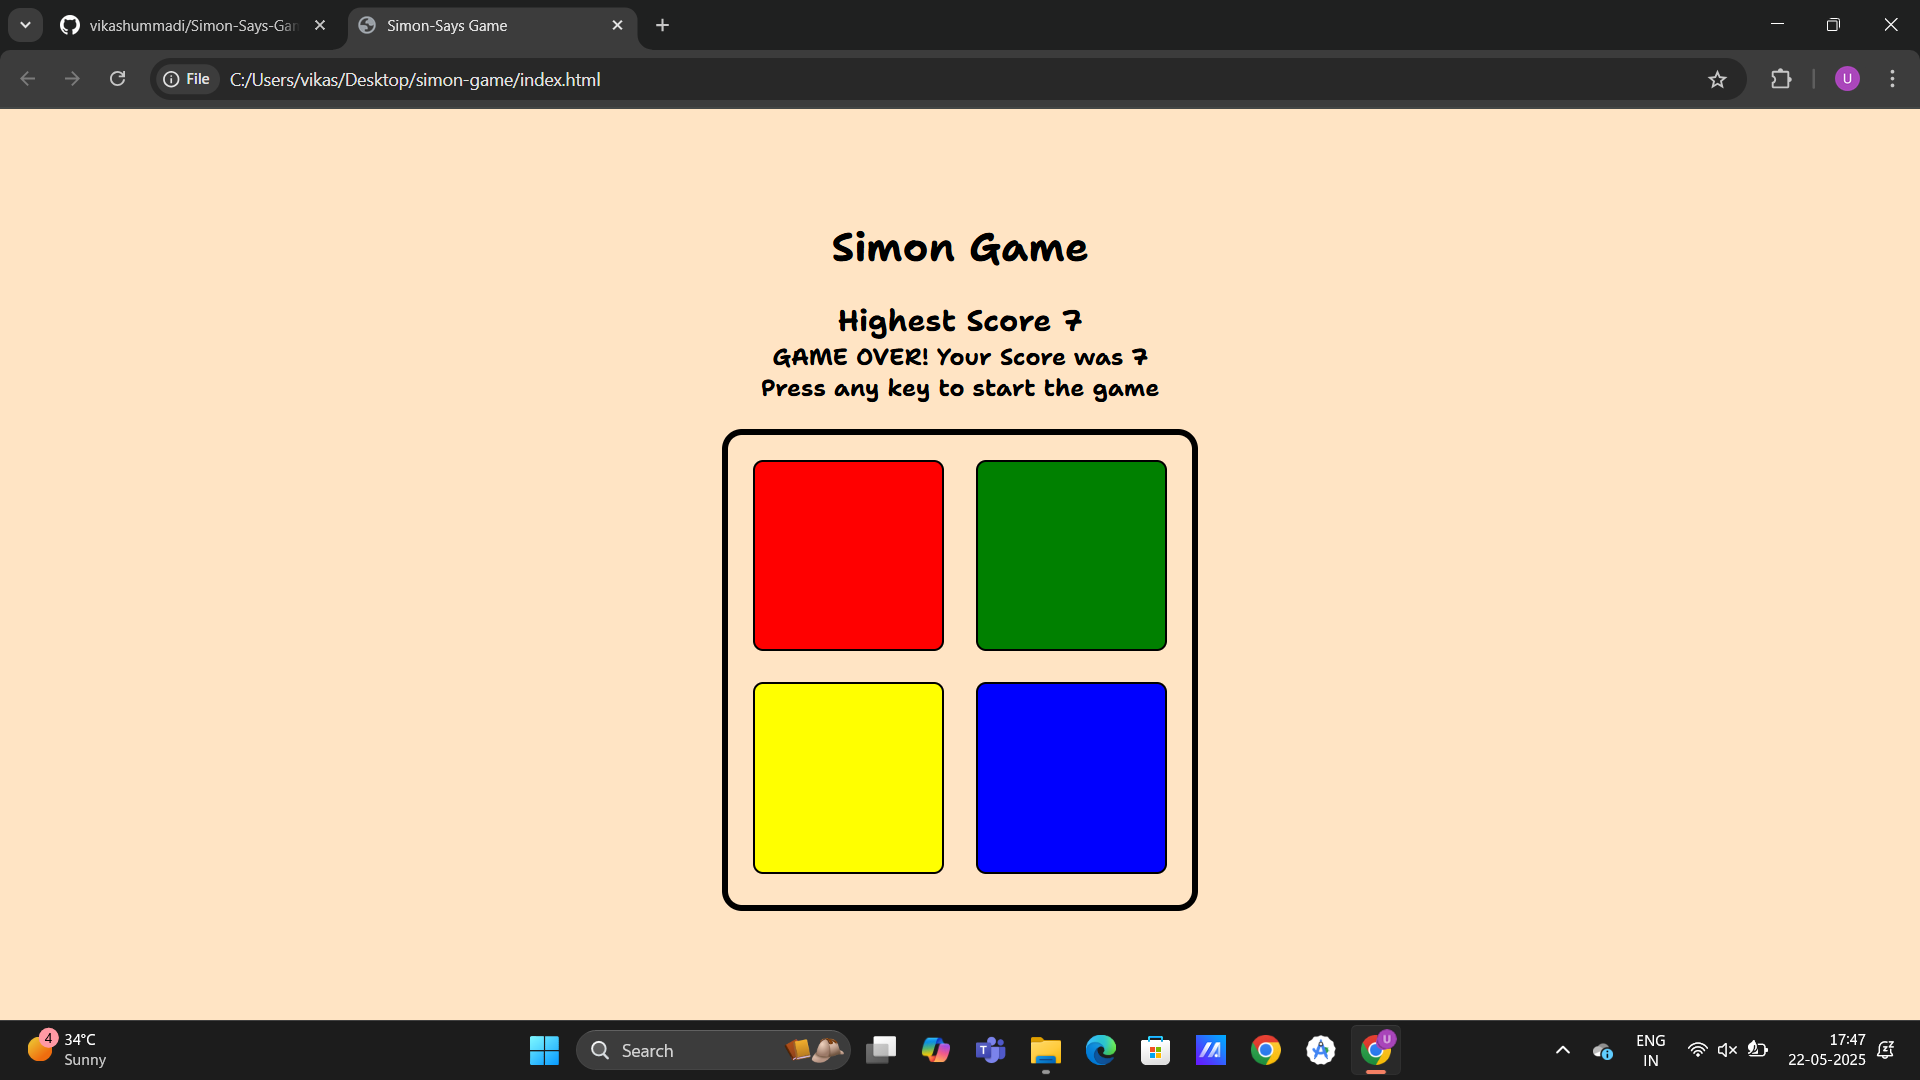 vikashummadi/Simon-Says-Gam
Simon-Says Game
File
C:/Users/vikas/Desktop/simon-game/index.html
U
Simon Game
Highest Score 7
GAME OVER! Your Score was 7
Press any key to start the game
4
34°C
Sunny
Search
T
U
ENG
IN
17:47
22-05-2025